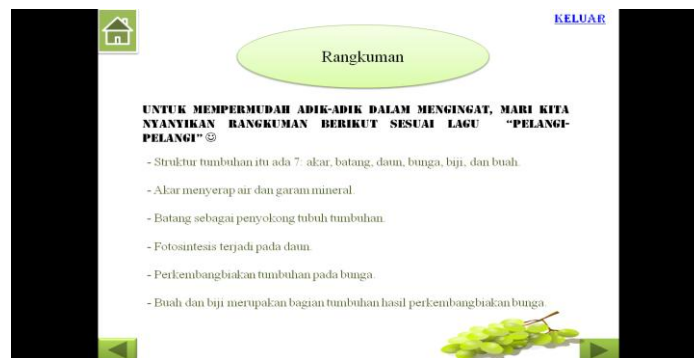 KELUAR
Rangkuman
UNTUK MEMPERMUDAH ADIK-ADIK DALAM MENGINGAT, MARI KITA
NYANYIKAN RANGKUMAN BERIKUT SESUAI LAGU "PELANGI-
PELANGI" ☺
- Struktur tumbuhan itu ada 7: akar, batang, daun, bunga, biji, dan buah.
- Akar menyerap air dan garam mineral.
- Batang sebagai penyokong tubuh tumbuhan.
- Fotosintesis terjadi pada daun.
- Perkembangbiakan tumbuhan pada bunga.
- Buah dan biji merupakan bagian tumbuhan hasil perkembangbiakan bunga.